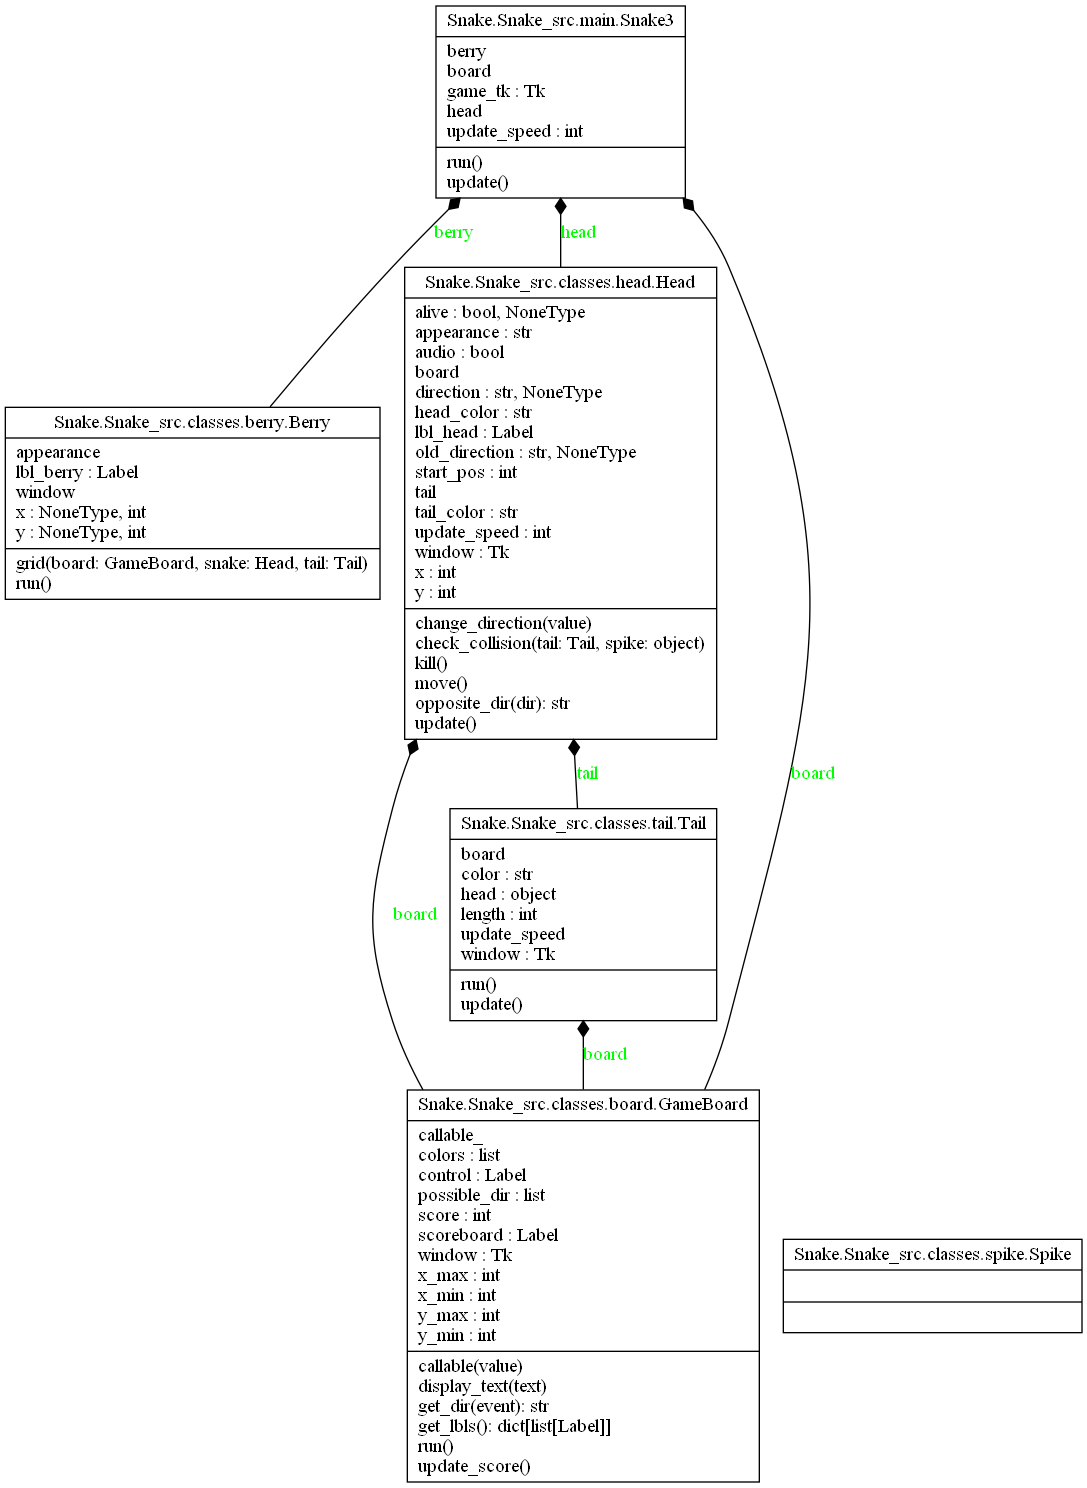 Snake.Snake_src.main.Snake3
berry
board
game_tk : Tk
head
update_speed : int
run()
update()
berry
head
Snake.Snake_src.classes.head.Head
alive : bool, NoneType
appearance : str
audio : bool
board
direction : str, NoneType
head_color : str
lbl_head : Label
old_direction : str, NoneType
start_pos : int
tail
tail_color : str
update_speed : int
window : Tk
x : int
y : int
change_direction(value)
check_collision(tail: Tail, spike: object)
kill()
move()
opposite_dir(dir): str
update()
Snake.Snake_src.classes.berry.Berry
appearance
lbl_berry : Label
window
x : NoneType, int
y : NoneType, int
grid(board: GameBoard, snake: Head, tail: Tail)
run()
tail
board
Snake.Snake_src.classes.tail.Tail
board
color : str
head : object
length : int
update_speed
window : Tk
run()
update()
board
board
Snake.Snake_src.classes.board.GameBoard
callable_
colors : list
control : Label
possible_dir : list
score : int
scoreboard : Label
window : Tk
x_max : int
x_min : int
y_max : int
y_min : int
callable(value)
display_text(text)
get_dir(event): str
get_lbls(): dict[list[Label]]
run()
update_score()
Snake.Snake_src.classes.spike.Spike